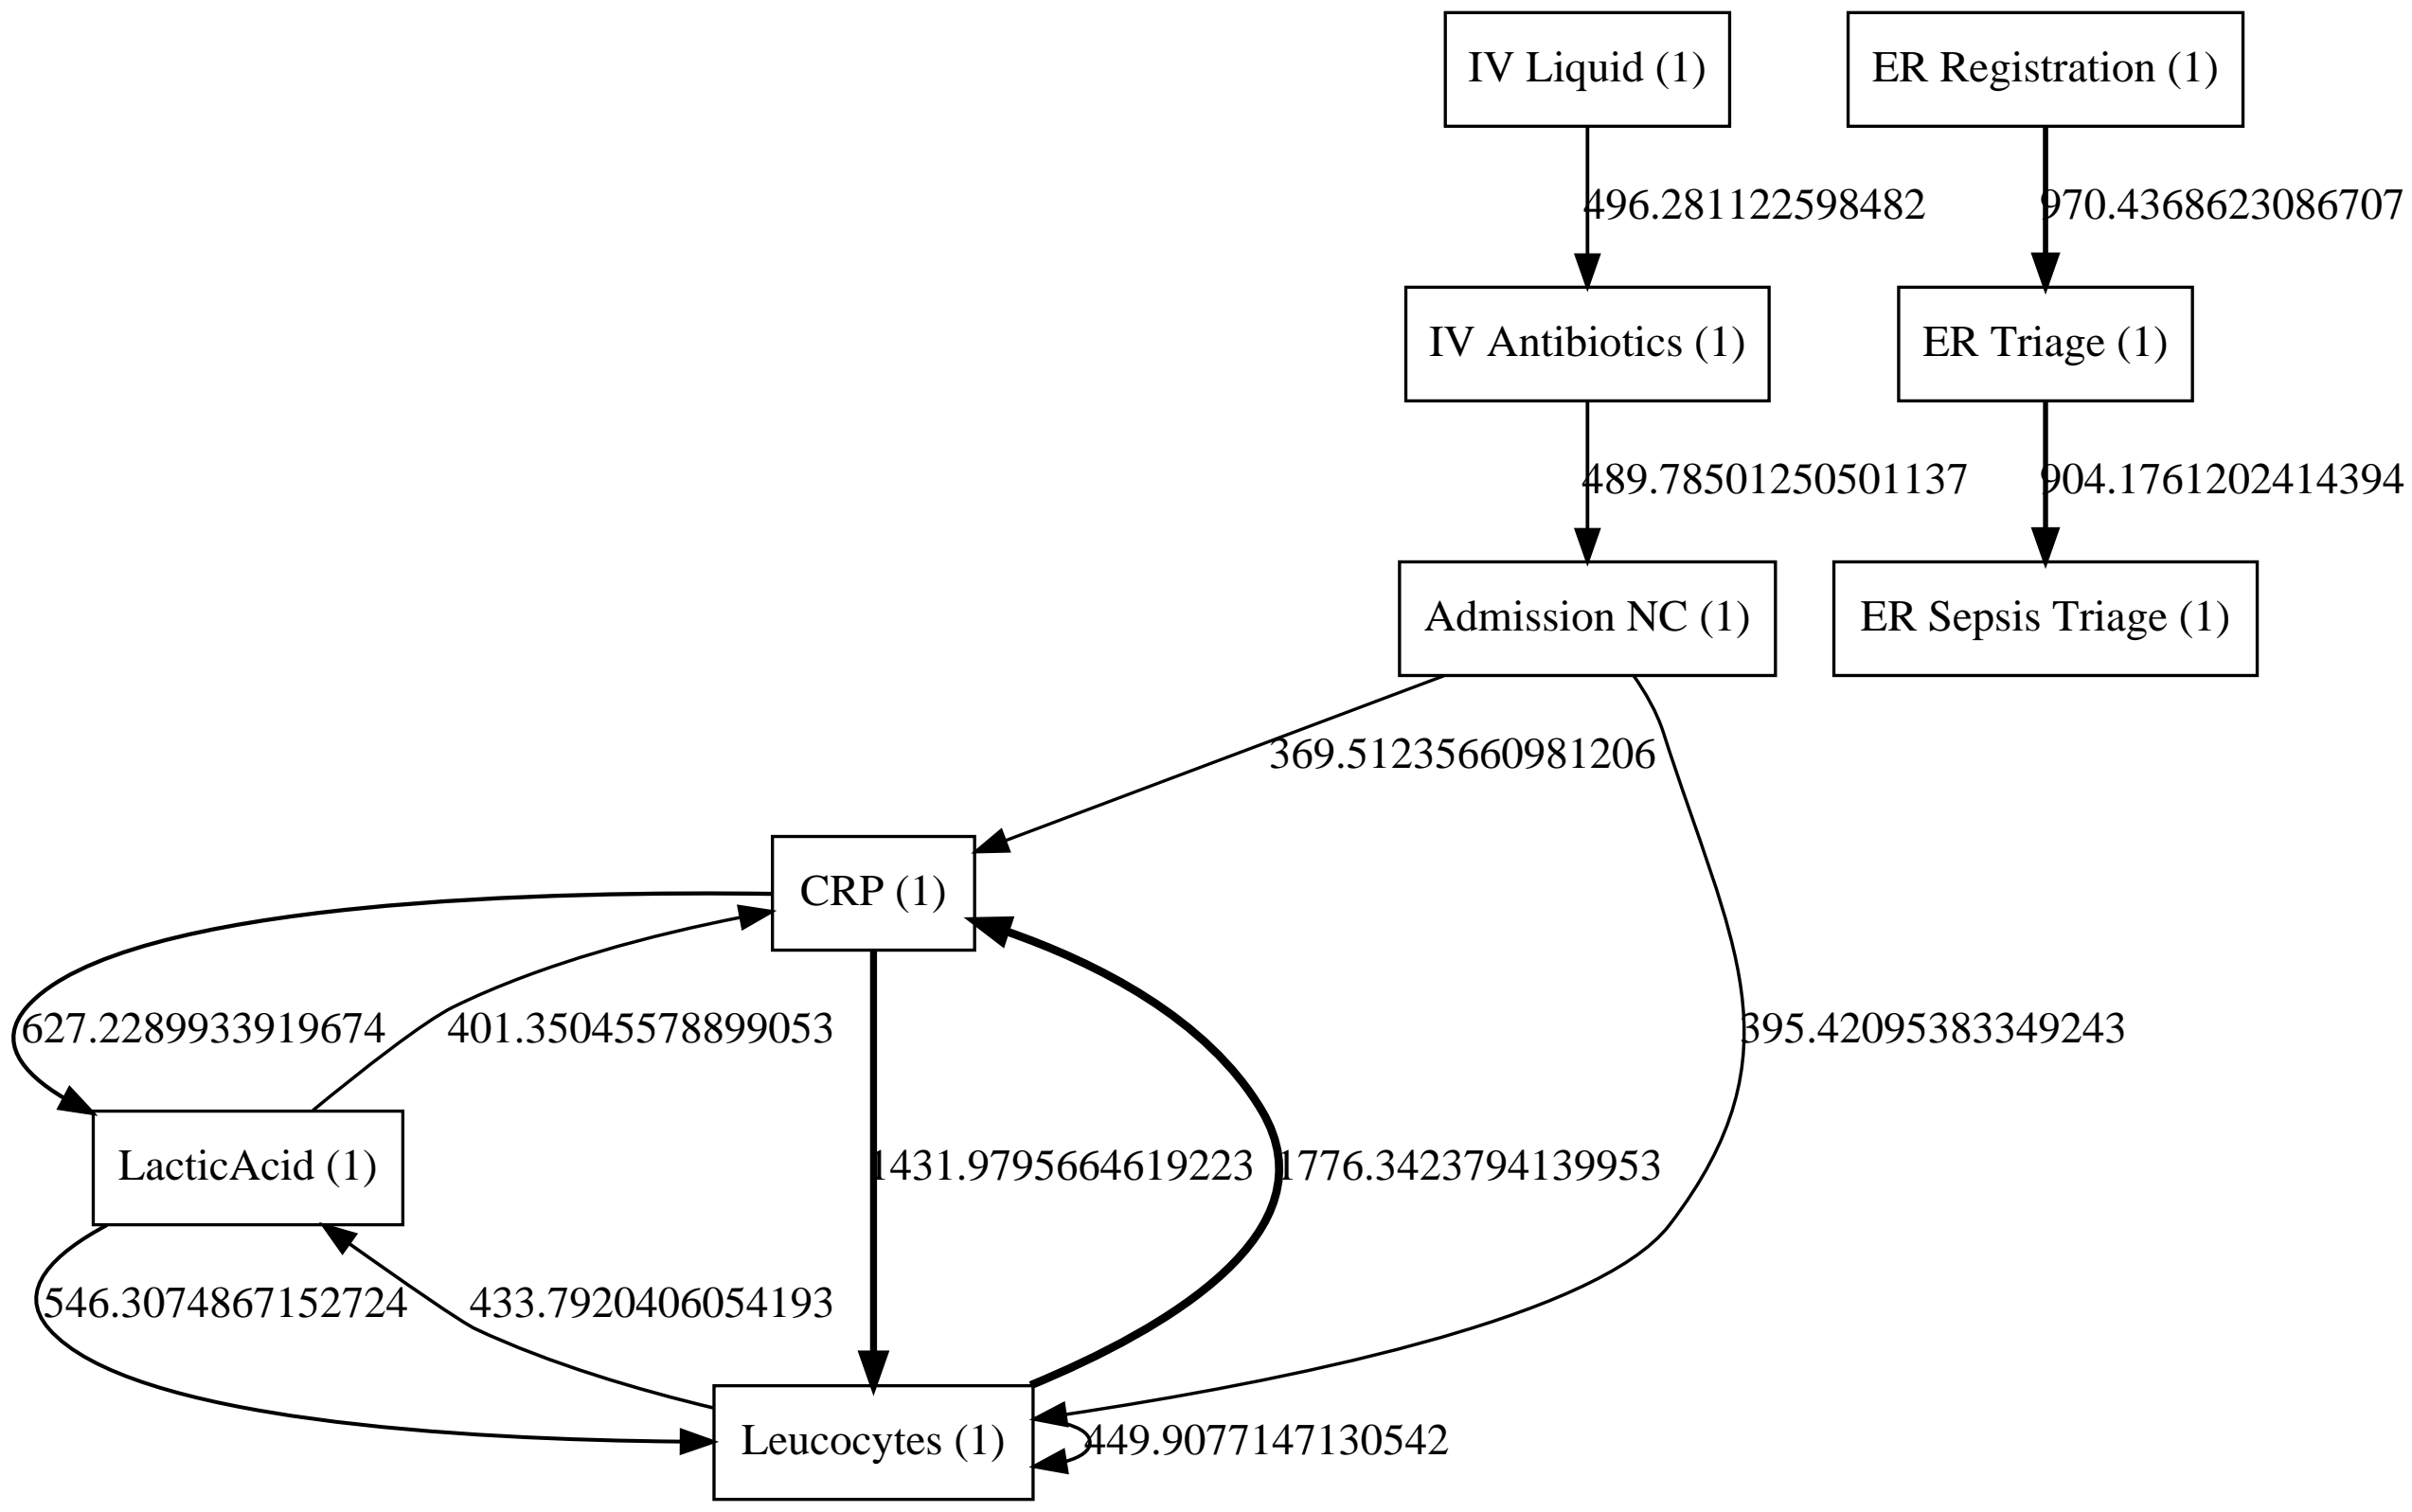 IV Liquid (1)
ER Registration (1)
496.281122598482
970.4368623086707
IV Antibiotics (1)
ER Triage (1)
489.78501250501137
904.1761202414394
Admission NC (1)
ER Sepsis Triage (1)
369.51235660981206
CRP (1)
627.2289933919674
401.35045578899053
395.42095383349243
LacticAcid (1)
1431.9795664619223
1776.3423794139953
546.3074867152724
433.7920406054193
Leucocytes (1)
449.9077147130542